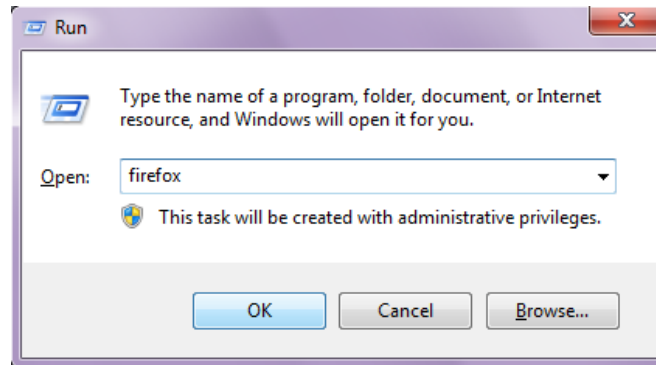 Run
Type the name of a program, folder, document, or Internet
resource, and Windows will open it for you.
Open: firefox
This task will be created with administrative privileges.
OK Cancel Browse...